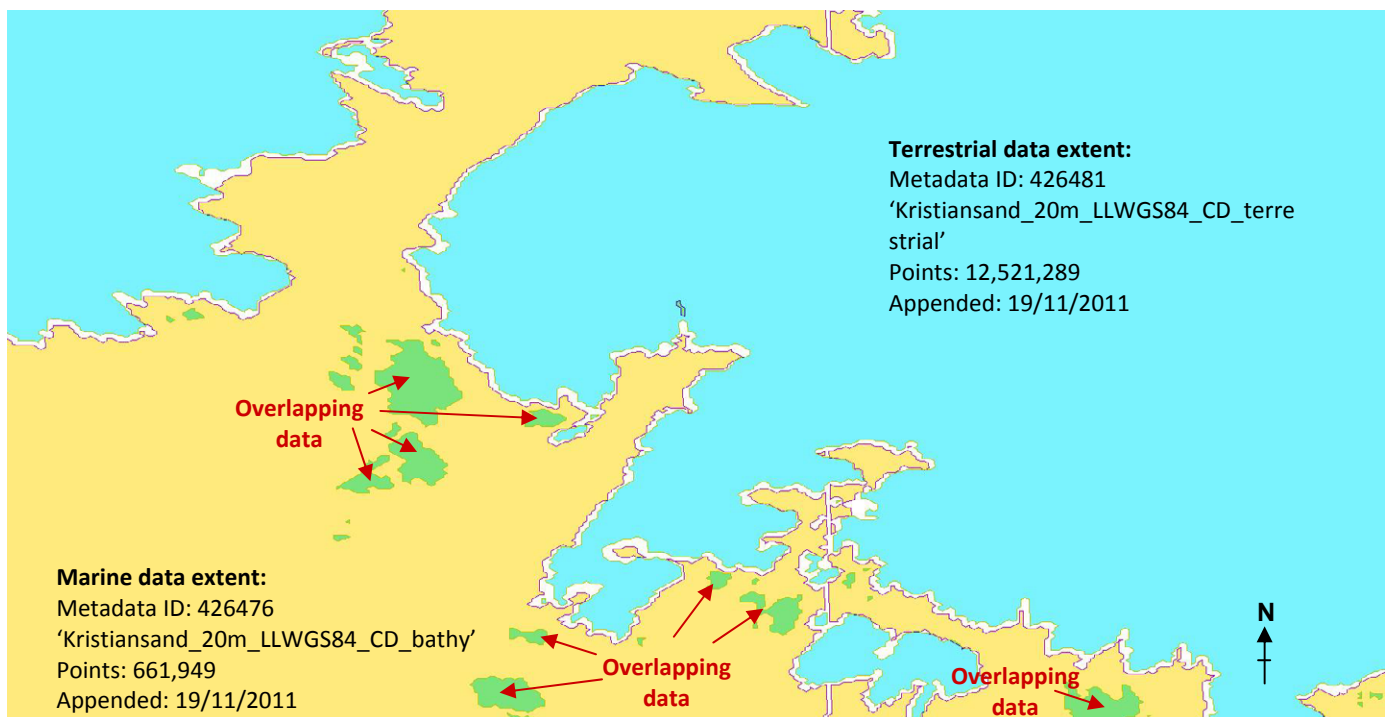 Terrestrial data extent:
Metadata ID: 426481
‘Kristiansand_20m_LLWGS84_CD_terre
strial’
Points: 12,521,289
Appended: 19/11/2011
Overlapping
data
Marine data extent:
Metadata ID: 426476
‘Kristiansand_20m_LLWGS84_CD_bathy’
Points: 661,949
Appended: 19/11/2011
Overlapping
data
N
Overlapping
data